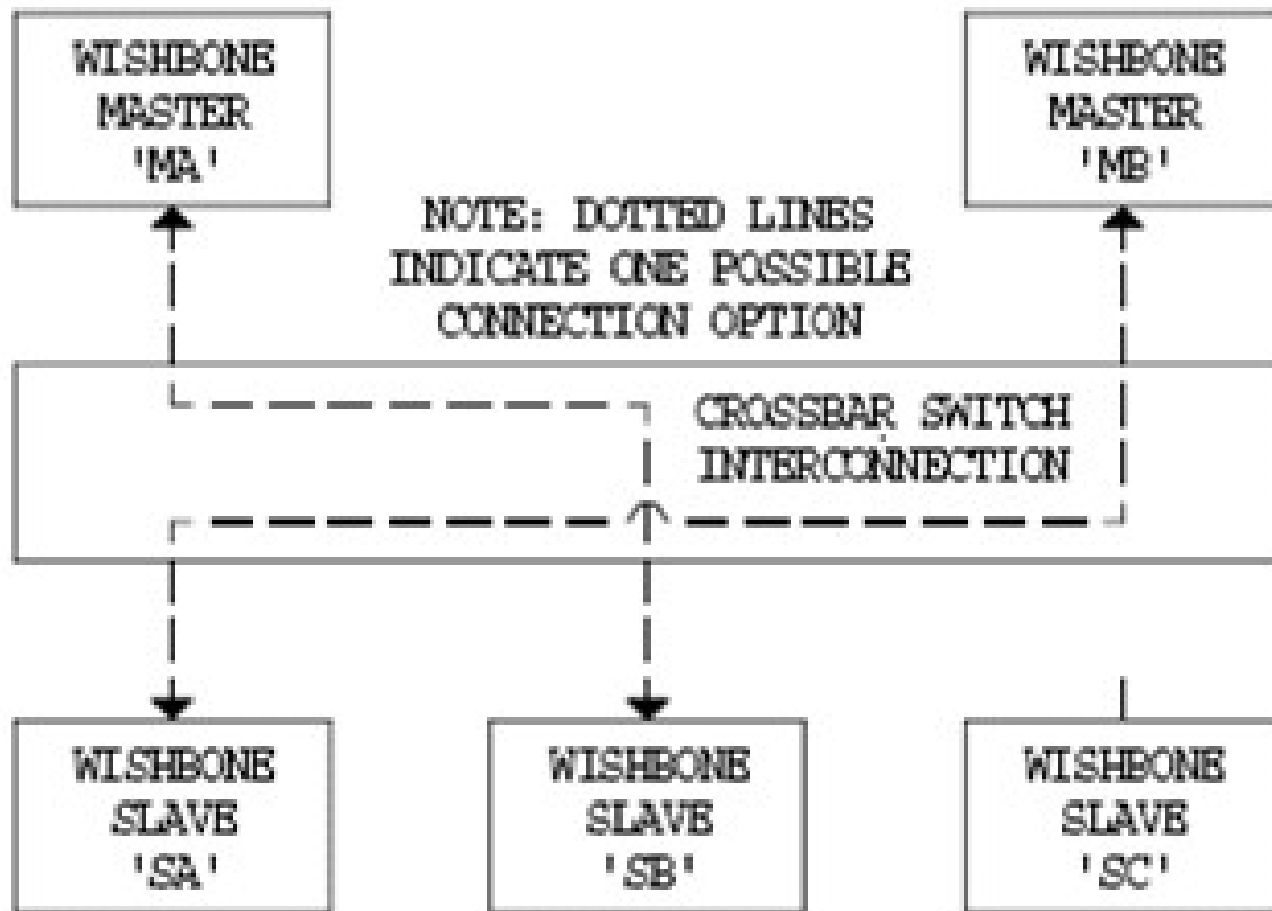 WISHBONE
MASTER
'MA'
WISHBONE
MASTER
'MB'
NOTE: DOTTED LINES
INDICATE ONE POSSIBLE
CONNECTION OPTION
CROSSBAR SWITCH
INTERCONNECTION
WISHBONE
SLAVE
'SA'
WISHBONE
SLAVE
'SB'
WISHBONE
SLAVE
'SC'